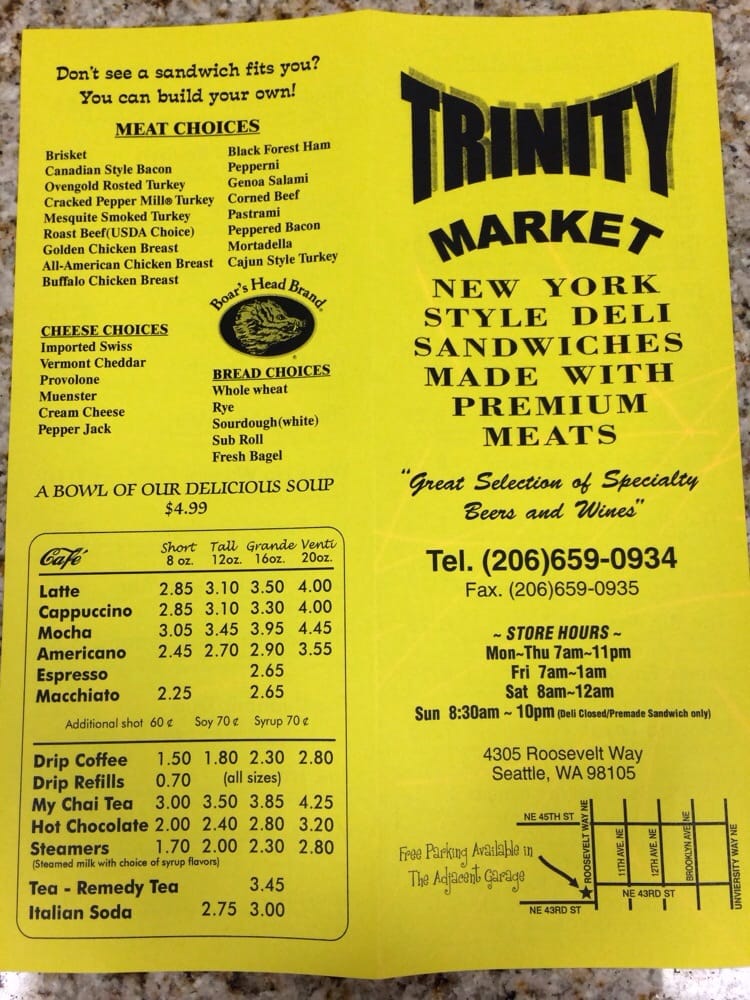 Don't see a sandwich fits you?
You can build your own!
MEAT CHOICES
Brisket
Canadian Style Bacon
Ovengold Rosted Turkey
Cracked Pepper Mill® Turkey
Mesquite Smoked Turkey
Roast Beef(USDA Choice)
Golden Chicken Breast
All-American Chicken Breast
Buffalo Chicken Breast
Black Forest Ham
Pepperni
Genoa Salami
Corned Beef
Pastrami
Peppered Bacon
Mortadella
Cajun Style Turkey
Boar's Head Brand®
CHEESE CHOICES
Imported Swiss
Vermont Cheddar
Provolone
Muenster
Cream Cheese
Pepper Jack
BREAD CHOICES
Whole wheat
Rye
Sourdough(white)
Sub Roll
Fresh Bagel
A BOWL OF OUR DELICIOUS SOUP
$4.99
Café Short Tall Grande Venti
8 oz. 12oz. 16oz. 20oz.
Latte 2.85 3.10 3.50 4.00
Cappuccino 2.85 3.10 3.30 4.00
Mocha 3.05 3.45 3.95 4.45
Americano 2.45 2.70 2.90 3.55
Espresso 2.65
Macchiato 2.25 2.65
Additional shot 60 ¢ Soy 70 ¢ Syrup 70 ¢
Drip Coffee 1.50 1.80 2.30 2.80
Drip Refills 0.70 (all sizes)
My Chai Tea 3.00 3.50 3.85 4.25
Hot Chocolate 2.00 2.40 2.80 3.20
Steamers 1.70 2.00 2.30 2.80
(Steamed milk with choice of syrup flavors)
Tea - Remedy Tea 3.45
Italian Soda 2.75 3.00
TRINITY
MARKET
NEW YORK
STYLE DELI
SANDWICHES
MADE WITH
PREMIUM
MEATS
"Great Selection of Specialty
Beers and Wines"
Tel. (206)659-0934
Fax. (206)659-0935
~ STORE HOURS ~
Mon~Thu 7am~11pm
Fri 7am~1am
Sat 8am~12am
Sun 8:30am ~ 10pm (Deli Closed/Premade Sandwich only)
4305 Roosevelt Way
Seattle, WA 98105
Free Parking Available in
The Adjacent Garage
NE 45TH ST
ROOSEVELT WAY NE
11TH AVE. NE
12TH AVE. NE
BROOKLYN AVE. NE
UNVIERSITY WAY NE
NE 43RD ST
NE 43RD ST